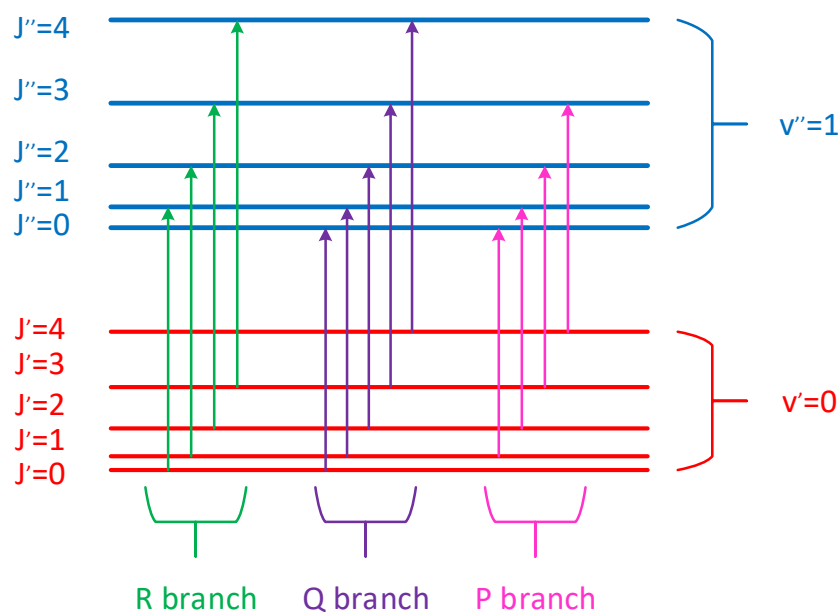 J''=4
J''=3
J''=2
J''=1
J''=0
v''=1
J'=4
J'=3
J'=2
J'=1
J'=0
v'=0
R branch
Q branch
P branch